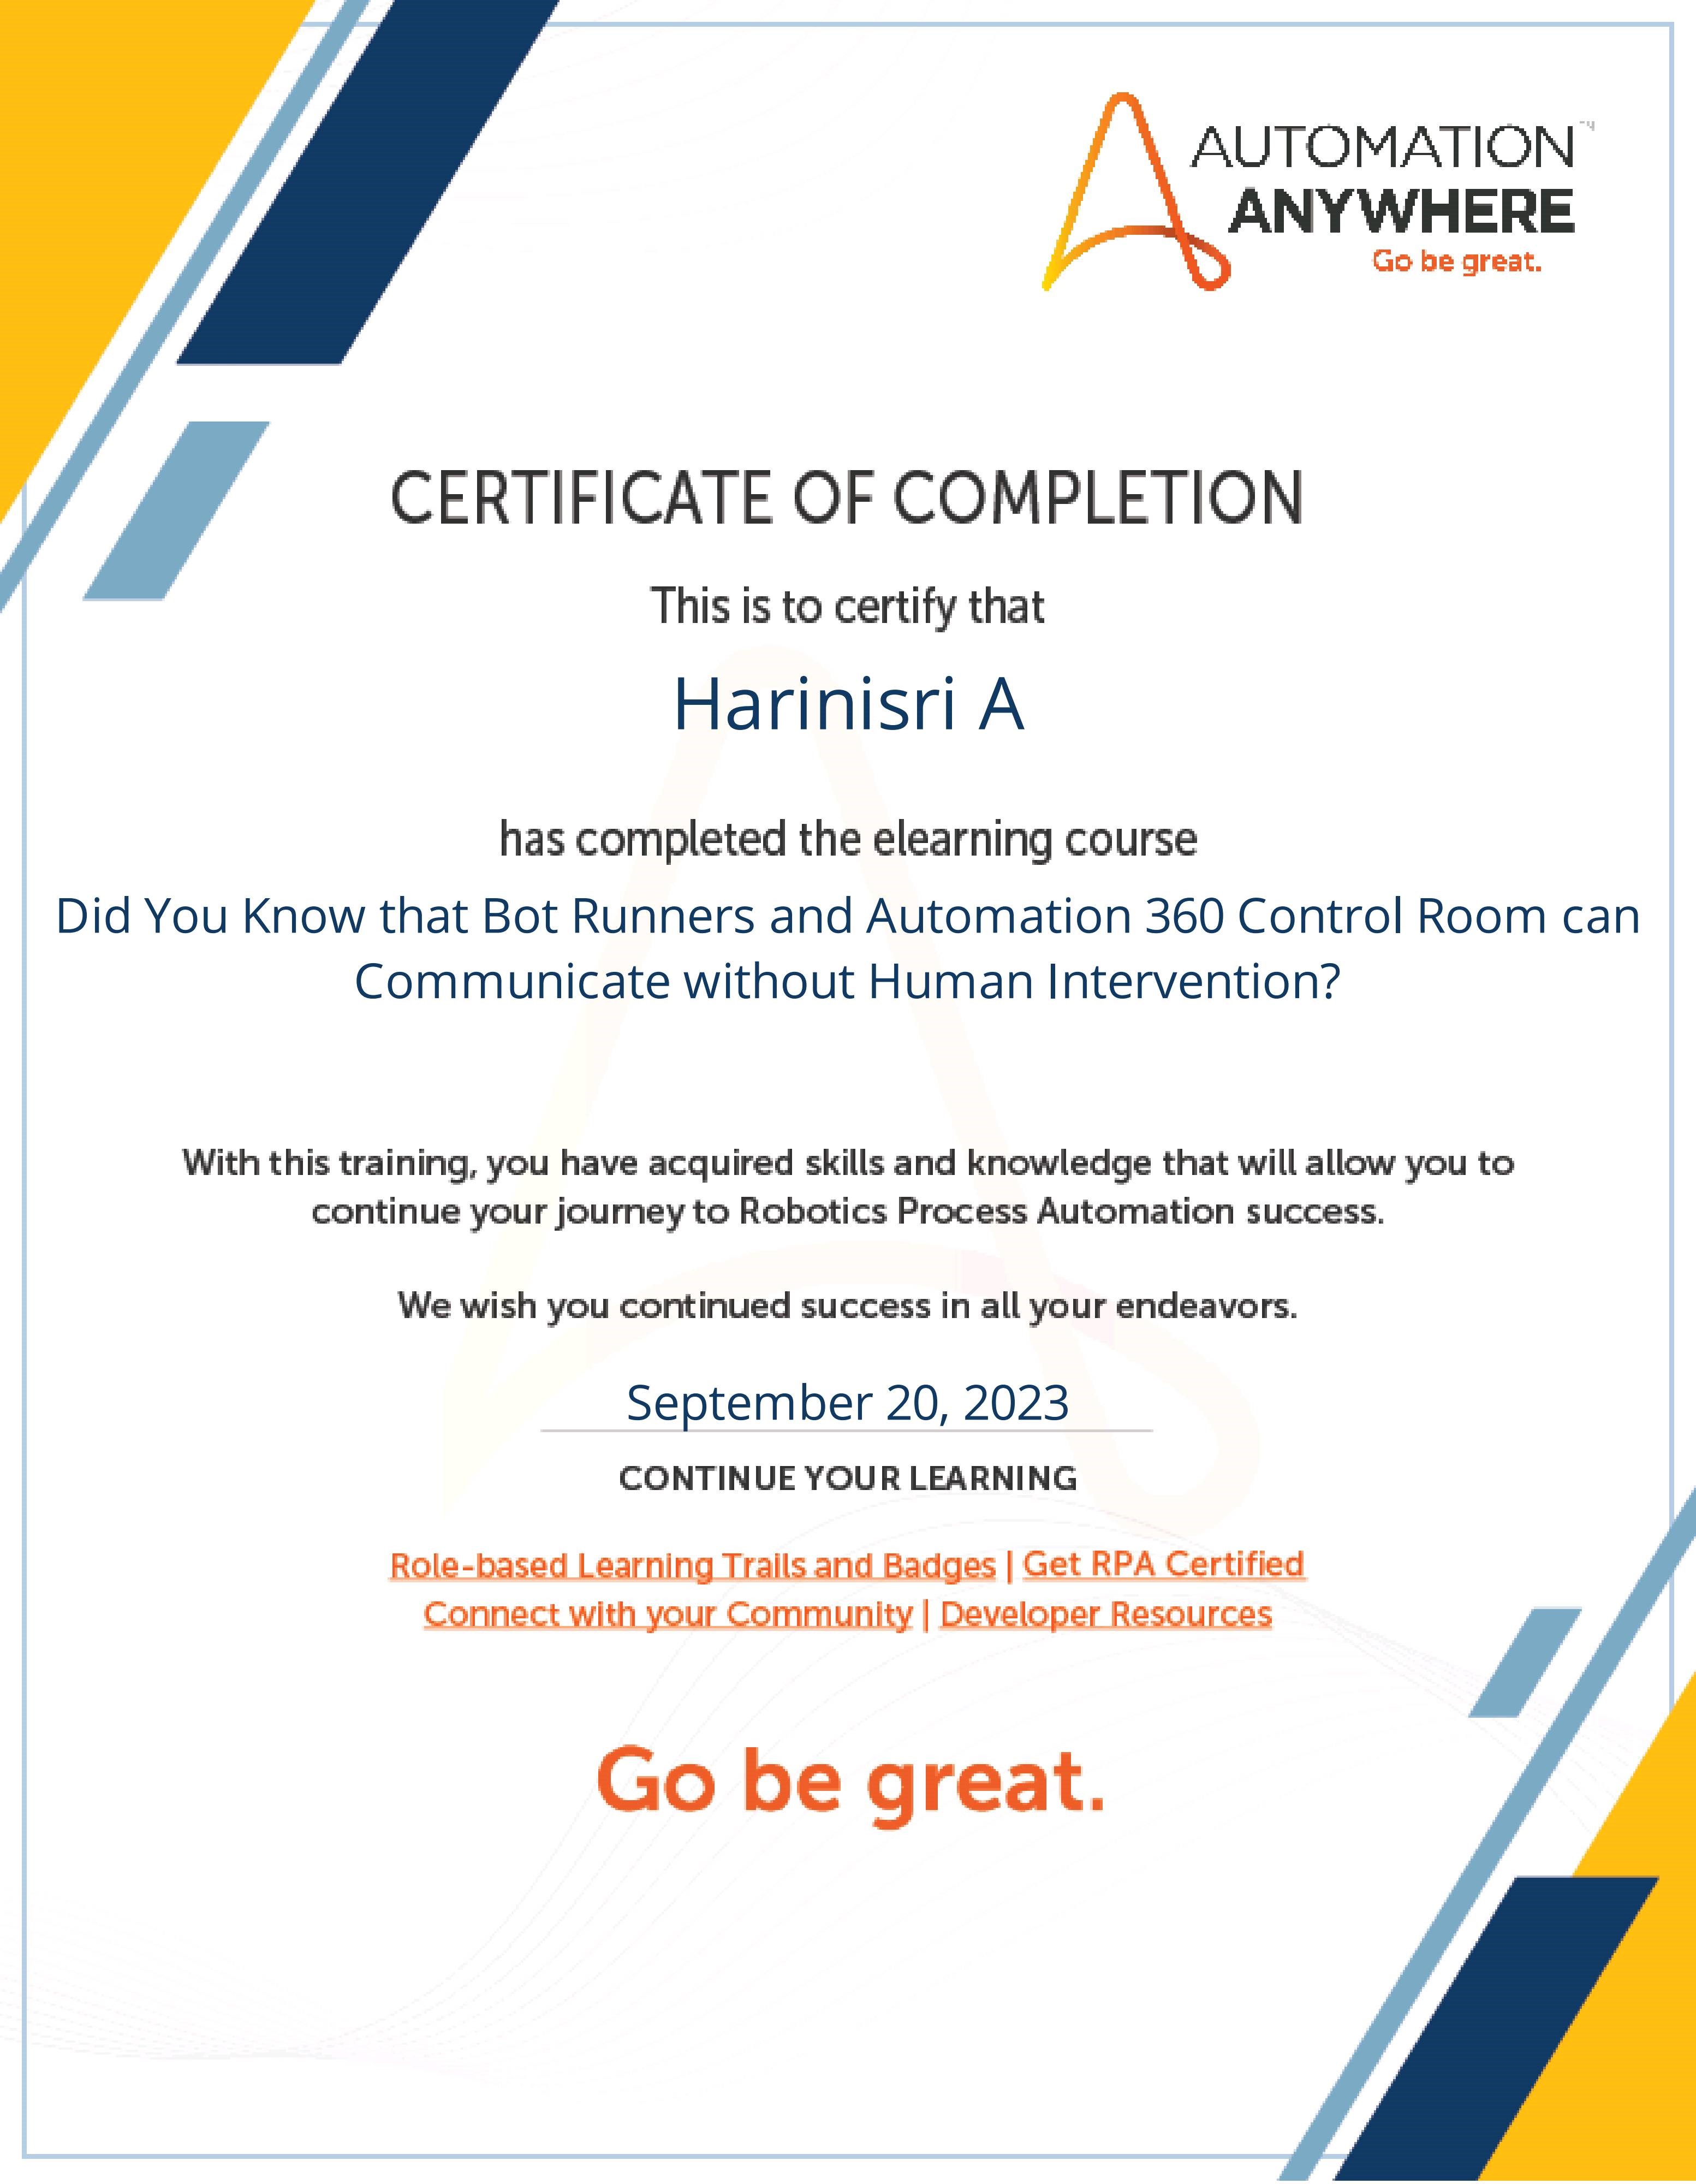 AUTOMATION
ANYWHERE
Go be great.
CERTIFICATE OF COMPLETION
This is to certify that
Harinisri A
has completed the elearning course
Did You Know that Bot Runners and Automation 360 Control Room can
Communicate without Human Intervention?
With this training, you have acquired skills and knowledge that will allow you to
continue your journey to Robotics Process Automation success.
We wish you continued success in all your endeavors.
September 20, 2023
CONTINUE YOUR LEARNING
Role-based Learning Trails and Badges | Get RPA Certified
Connect with your Community | Developer Resources
Go be great.